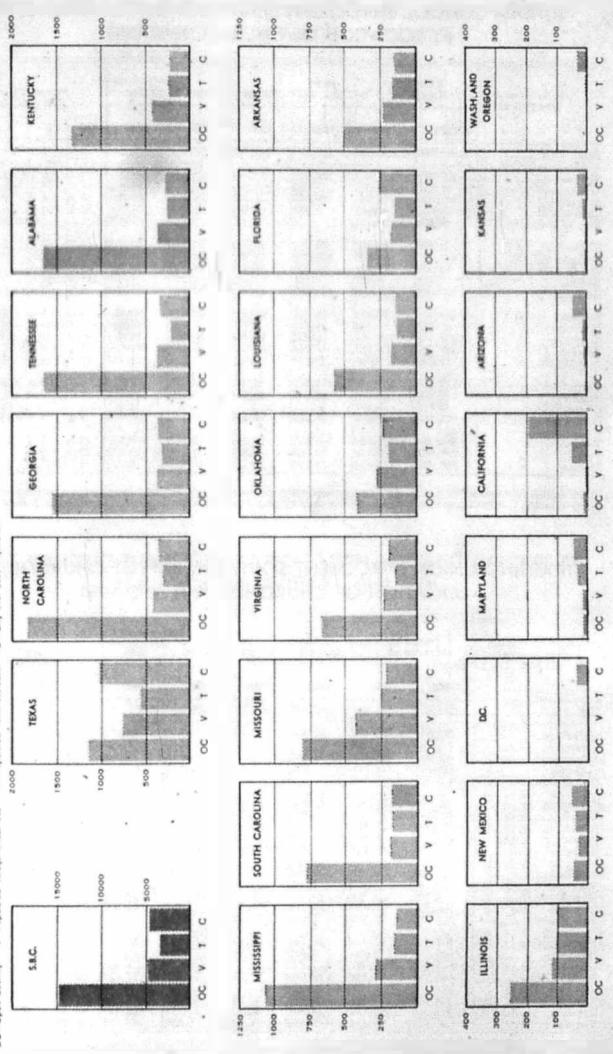 S.B.C.
15000
10000
5000
OC V T C
2000
1500
1000
500
TEXAS
OC V T C
NORTH
CAROLINA
OC V T C
GEORGIA
OC V T C
TENNESSEE
OC V T C
ALABAMA
OC V T C
KENTUCKY
OC V T C
2000
1500
1000
500
1250
1000
750
500
250
MISSISSIPPI
OC V T C
SOUTH CAROLINA
OC V T C
MISSOURI
OC V T C
VIRGINIA
OC V T C
OKLAHOMA
OC V T C
LOUISIANA
OC V T C
FLORIDA
OC V T C
ARKANSAS
OC V T C
1250
1000
750
500
250
400
300
200
100
ILLINOIS
OC V T C
NEW MEXICO
OC V T C
D.C.
OC V T C
MARYLAND
OC V T C
CALIFORNIA
OC V T C
ARIZONA
OC V T C
KANSAS
OC V T C
WASH. AND
OREGON
OC V T C
400
300
200
100